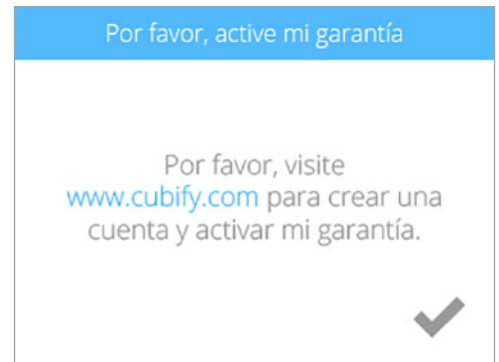 Por favor, active mi garantía
Por favor, visite
www.cubify.com para crear una
cuenta y activar mi garantía.